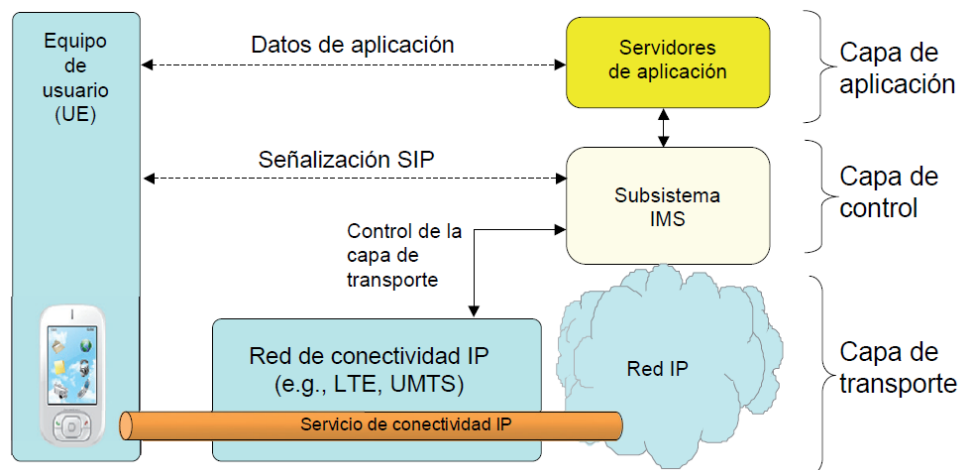 Equipo
de
usuario
(UE)
Datos de aplicación
Servidores
de aplicación
Capa de
aplicación
Señalización SIP
Subsistema
IMS
Capa de
control
Control de la
capa de
transporte
Red de conectividad IP
(e.g., LTE, UMTS)
Red IP
Capa de
transporte
Servicio de conectividad IP